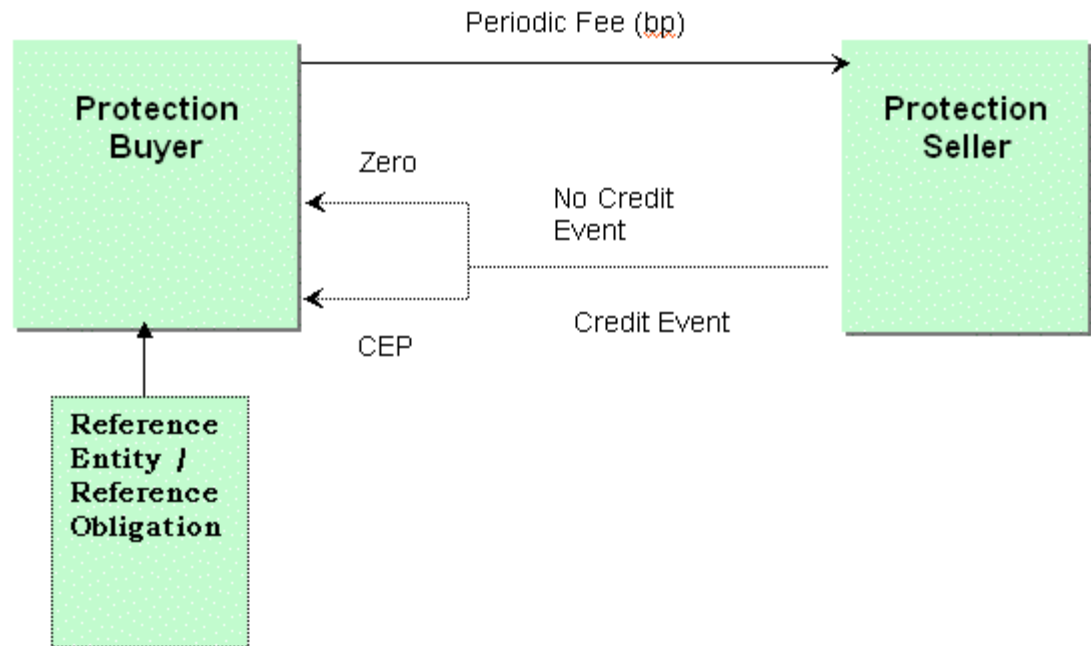 Periodic Fee (bp)
Protection
Buyer
Protection
Seller
Zero
No Credit
Event
CEP
Credit Event
Reference
Entity /
Reference
Obligation